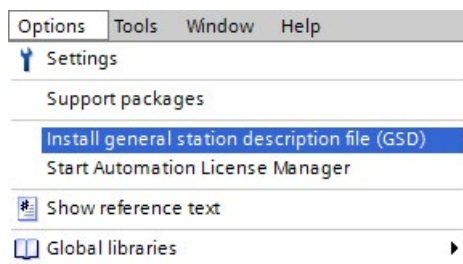 Options Tools Window Help
Settings
Support packages
Install general station description file (GSD)
Start Automation License Manager
Show reference text
Global libraries